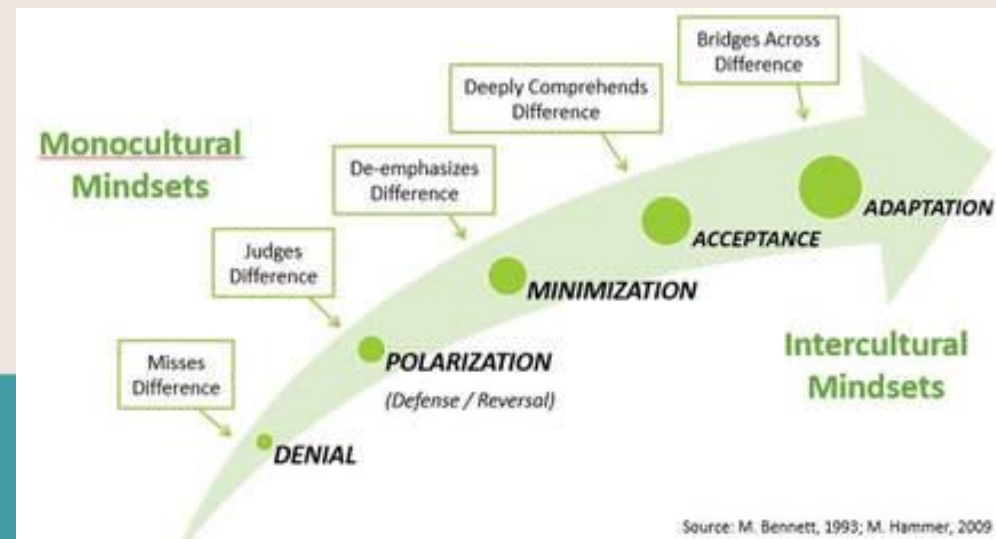 Monocultural
Mindsets
Misses
Difference
DENIAL
Judges
Difference
POLARIZATION
(Defense / Reversal)
De-emphasizes
Difference
MINIMIZATION
Deeply Comprehends
Difference
ACCEPTANCE
Bridges Across
Difference
ADAPTATION
Intercultural
Mindsets
Source: M. Bennett, 1993; M. Hammer, 2009